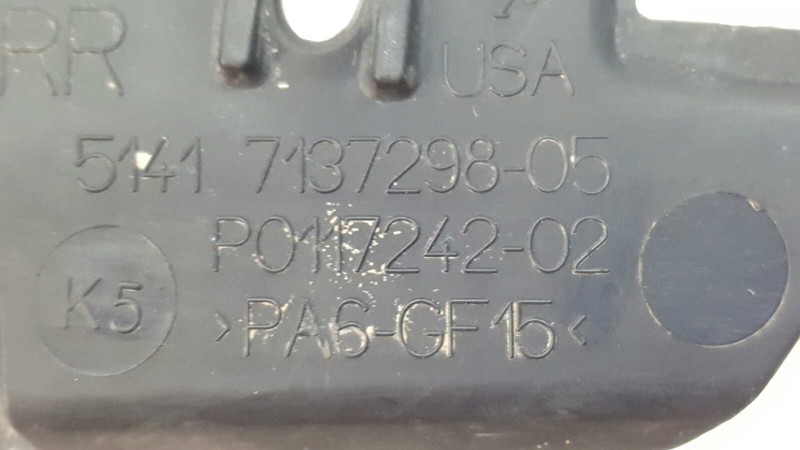 RR USA
5141 7137298-05
P0117242-02
K5 >PA6-GF15<